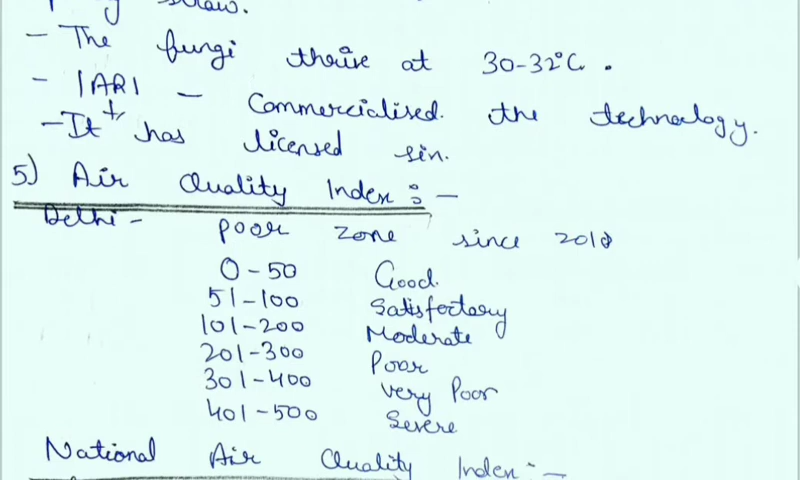 straw.
- The fungi thrive at 30-32°C.
- IARI - Commercialised the technology.
- It has licensed sin.
5) Air Quality Index :-
Delhi - poor zone since 2018
0-50 Good
51-100 Satisfactory
101-200 Moderate
201-300 Poor
301-400 very Poor
401-500 Severe
National Air Quality Index :-